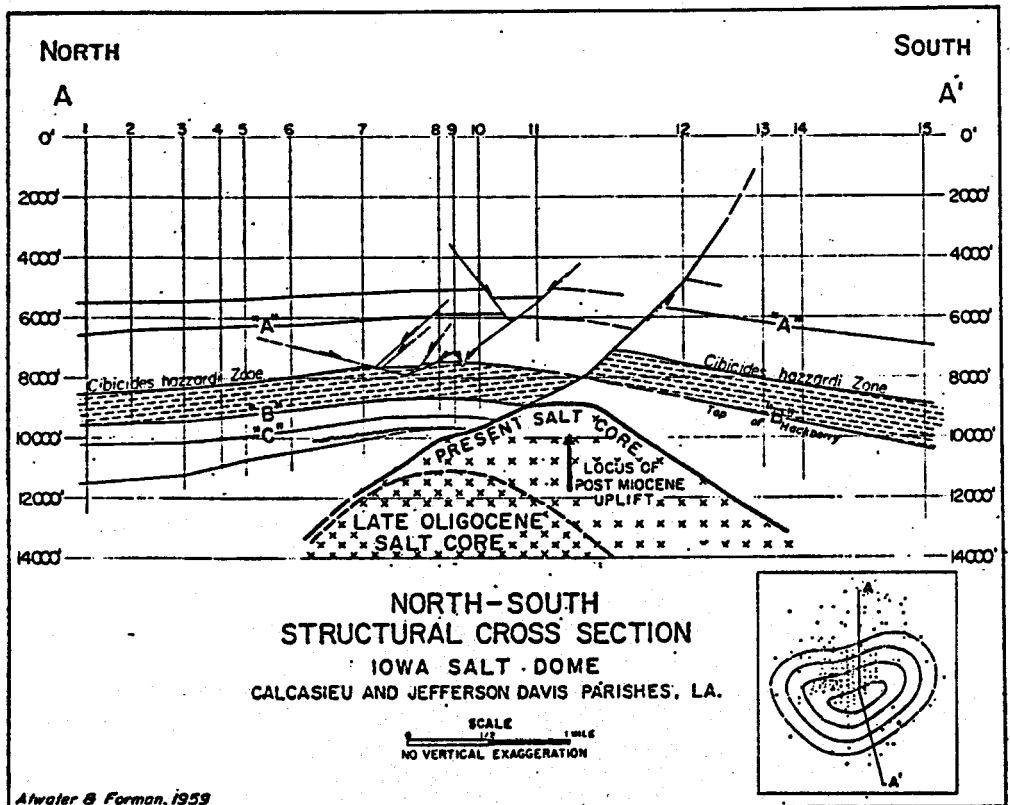 NORTH SOUTH
A A'
1 2 3 4 5 6 7 8 9 10 11 12 13 14 15
0' 0'
2000' 2000'
4000' 4000'
6000' "A" "A" 6000'
Cibicides hazzardi Zone Cibicides hazzardi Zone
8000' 8000'
"B" Top of "B" Hackberry
"C"
10000' 10000'
PRESENT SALT CORE
LOCUS OF
POST MIOCENE
UPLIFT
12000' 12000'
LATE OLIGOCENE
SALT CORE
14000' 14000'
NORTH-SOUTH
STRUCTURAL CROSS SECTION
IOWA SALT DOME
CALCASIEU AND JEFFERSON DAVIS PARISHES, LA.
SCALE
0 1/2 1 MILE
NO VERTICAL EXAGGERATION
A
A'
Atwater & Forman, 1959